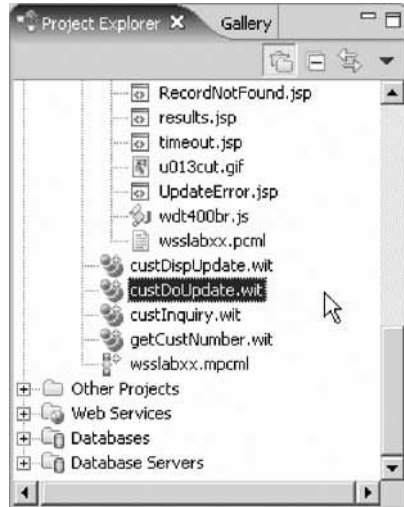 Project Explorer
Gallery
RecordNotFound.jsp
results.jsp
timeout.jsp
u013cut.gif
UpdateError.jsp
wdt400br.js
wsslabxx.pcml
custDispUpdate.wit
custDoUpdate.wit
custInquiry.wit
getCustNumber.wit
wsslabxx.mpcml
Other Projects
Web Services
Databases
Database Servers